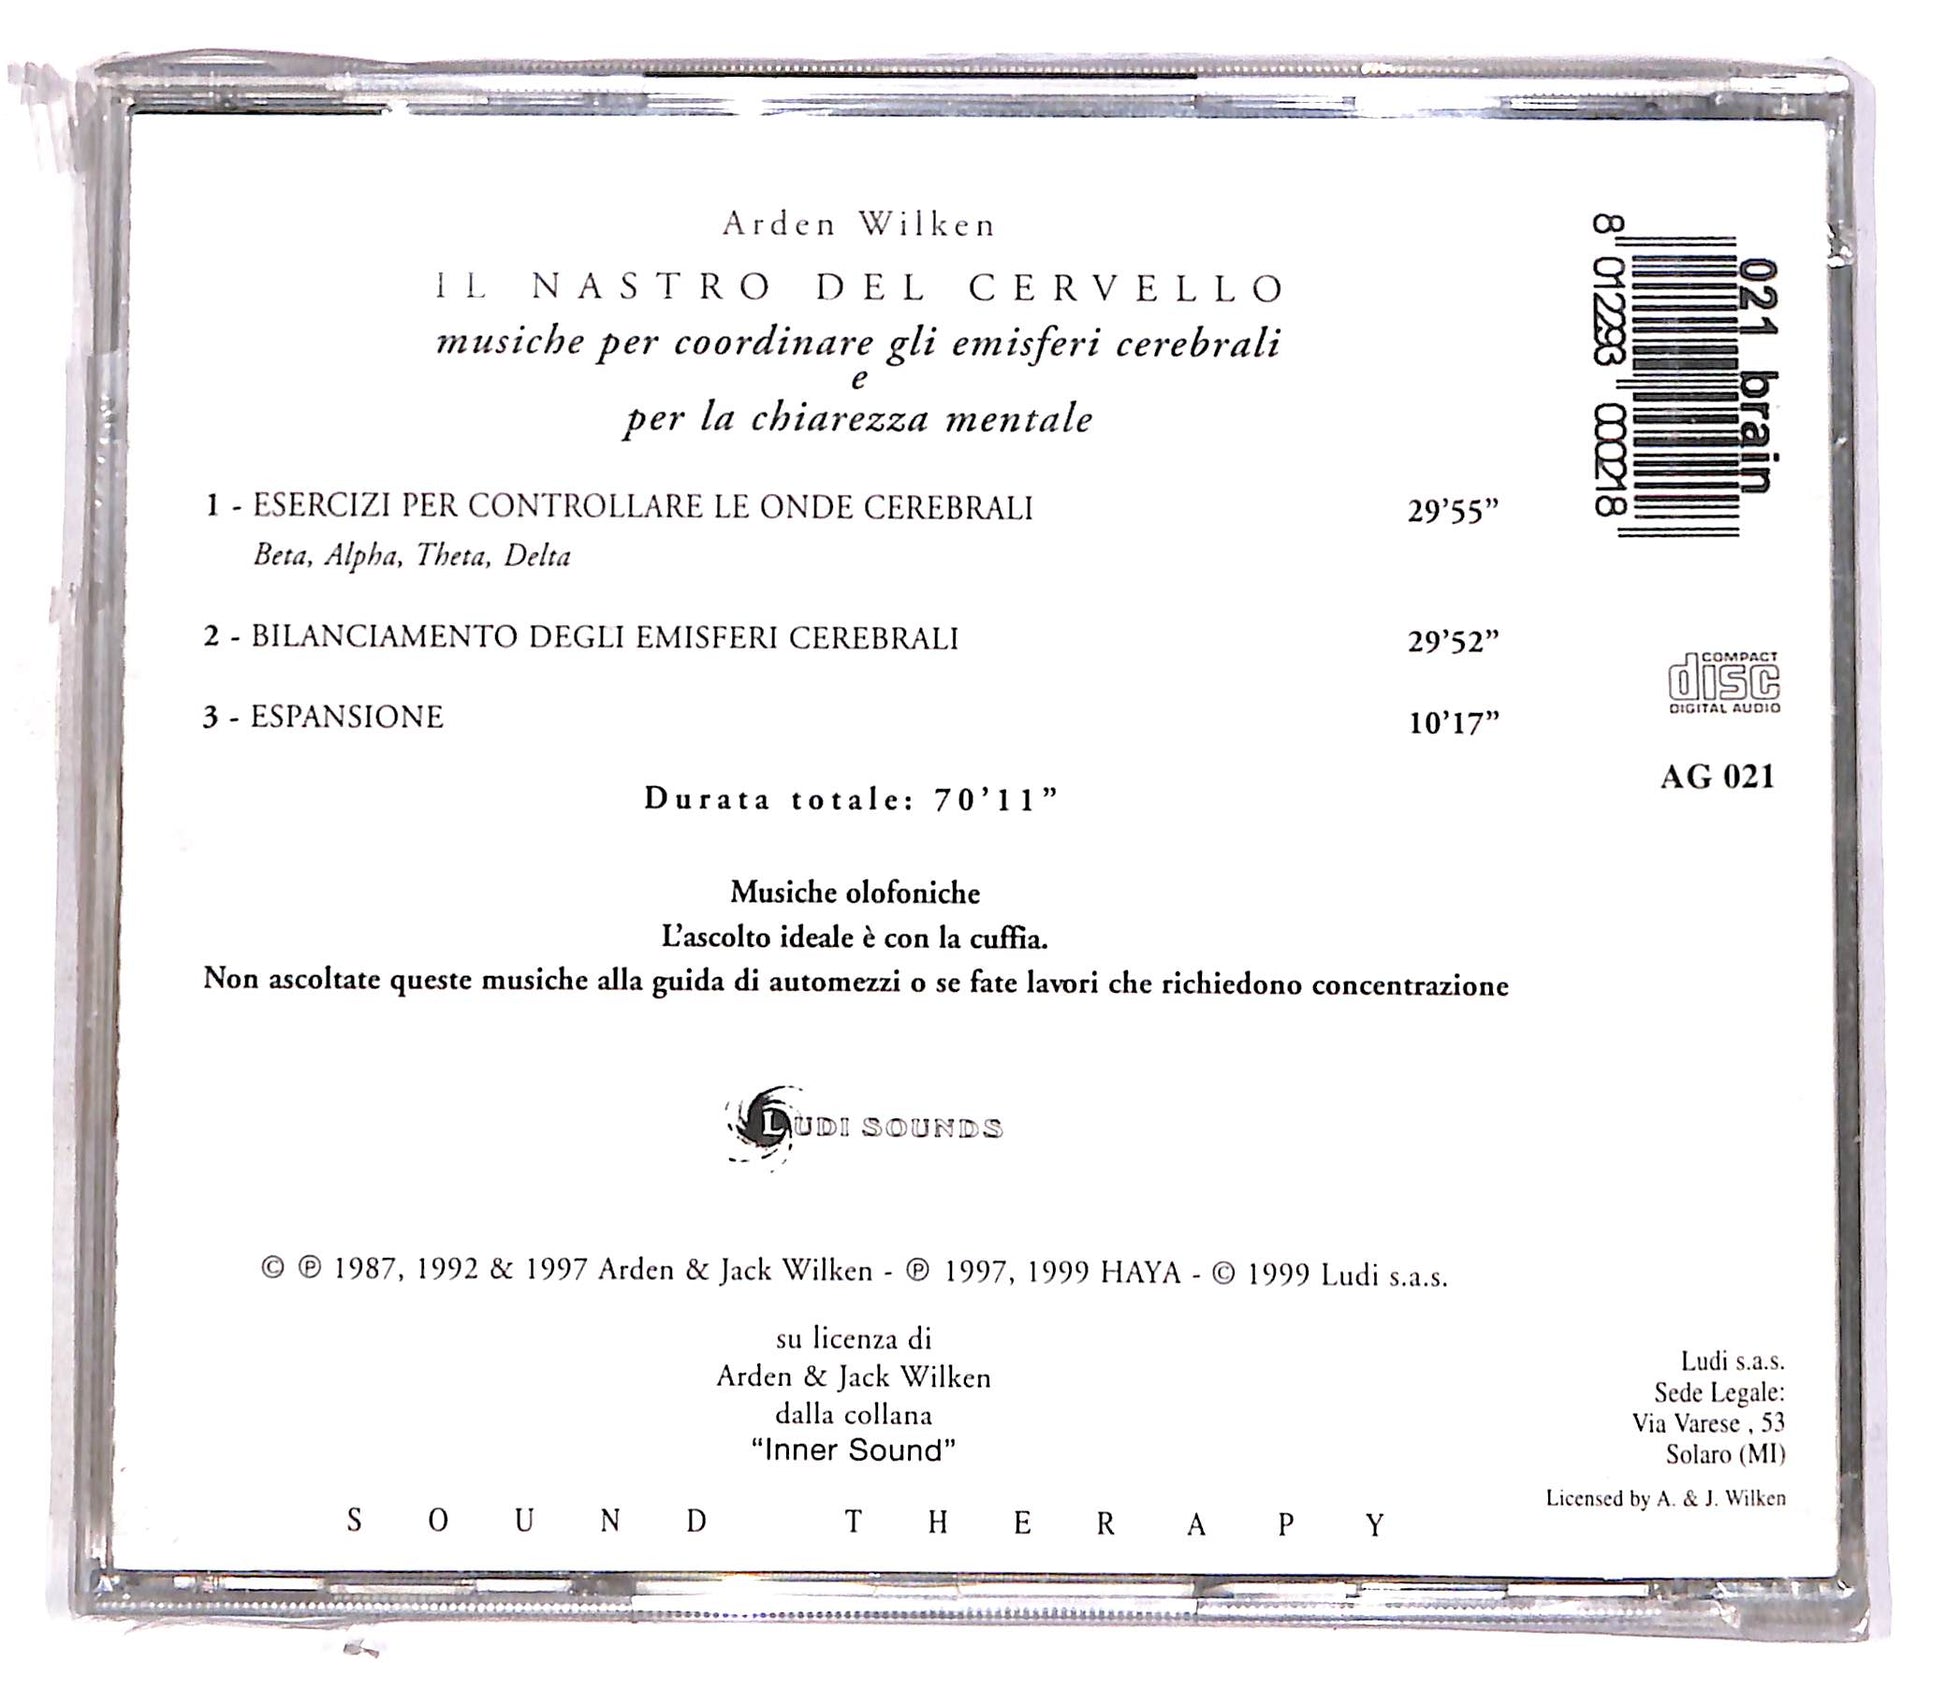 Arden Wilken
IL NASTRO DEL CERVELLO
musiche per coordinare gli emisferi cerebrali
e
per la chiarezza mentale
1 - ESERCIZI PER CONTROLLARE LE ONDE CEREBRALI 29’55”
Beta, Alpha, Theta, Delta
2 - BILANCIAMENTO DEGLI EMISFERI CEREBRALI 29’52”
3 - ESPANSIONE 10’17”
Durata totale: 70’11”
Musiche olofoniche
L’ascolto ideale è con la cuffia.
Non ascoltate queste musiche alla guida di automezzi o se fate lavori che richiedono concentrazione
LUDI SOUNDS
© ℗ 1987, 1992 & 1997 Arden & Jack Wilken - ℗ 1997, 1999 HAYA - © 1999 Ludi s.a.s.
su licenza di
Arden & Jack Wilken
dalla collana
“Inner Sound”
SOUND THERAPY
021 brain
8 012293 000218
COMPACT
disc
DIGITAL AUDIO
AG 021
Ludi s.a.s.
Sede Legale:
Via Varese , 53
Solaro (MI)
Licensed by A. & J. Wilken